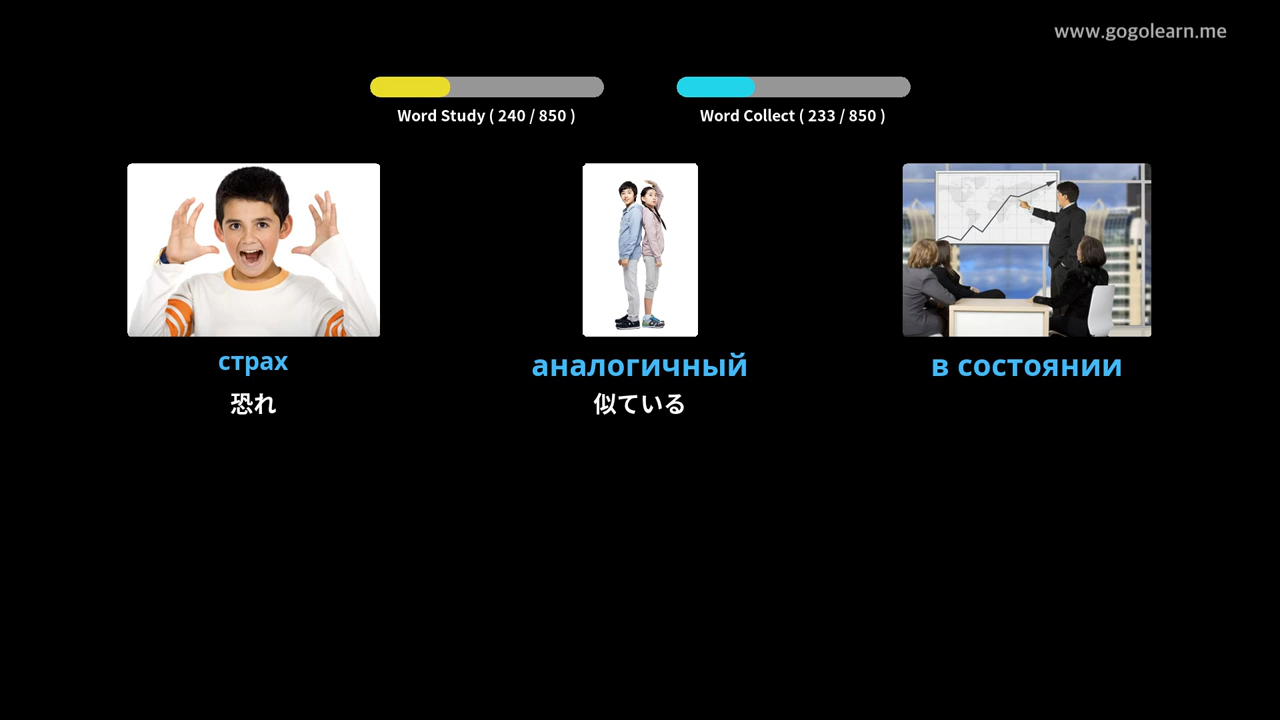 www.gogolearn.me
Word Study ( 240 / 850 )
Word Collect ( 233 / 850 )
страх
аналогичный
в состоянии
恐れ
似ている